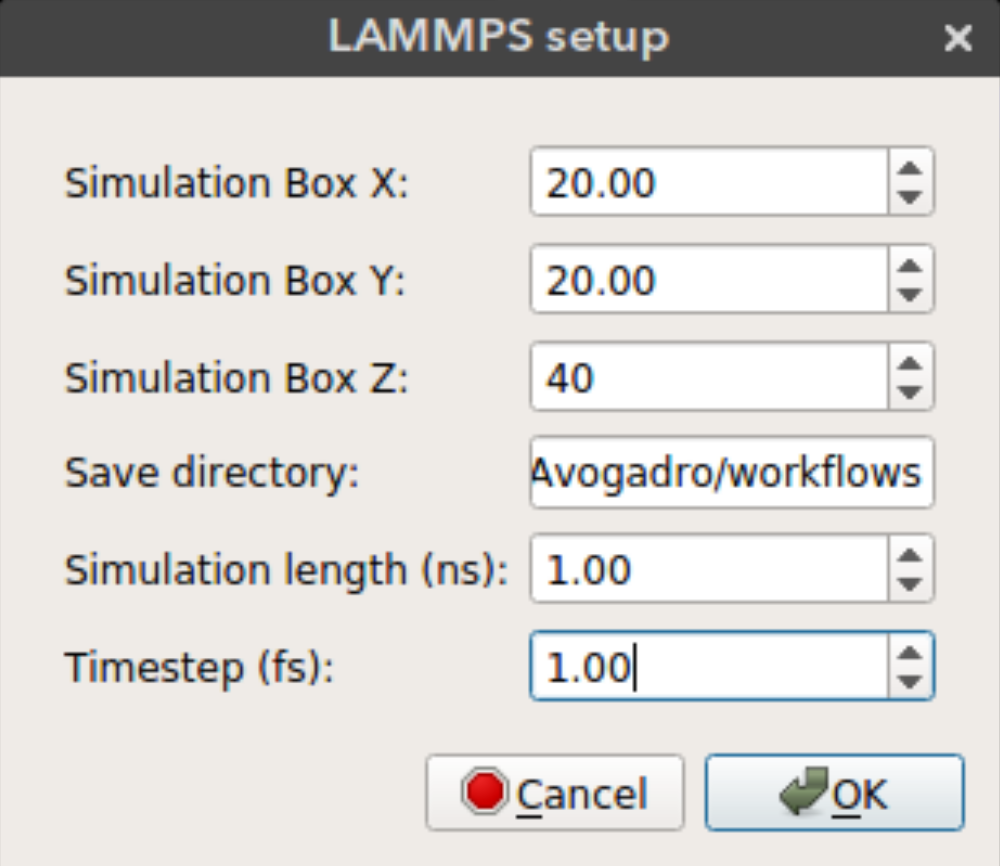 LAMMPS setup
Simulation Box X: 20.00
Simulation Box Y: 20.00
Simulation Box Z: 40
Save directory: Avogadro/workflows
Simulation length (ns): 1.00
Timestep (fs): 1.00
Cancel OK